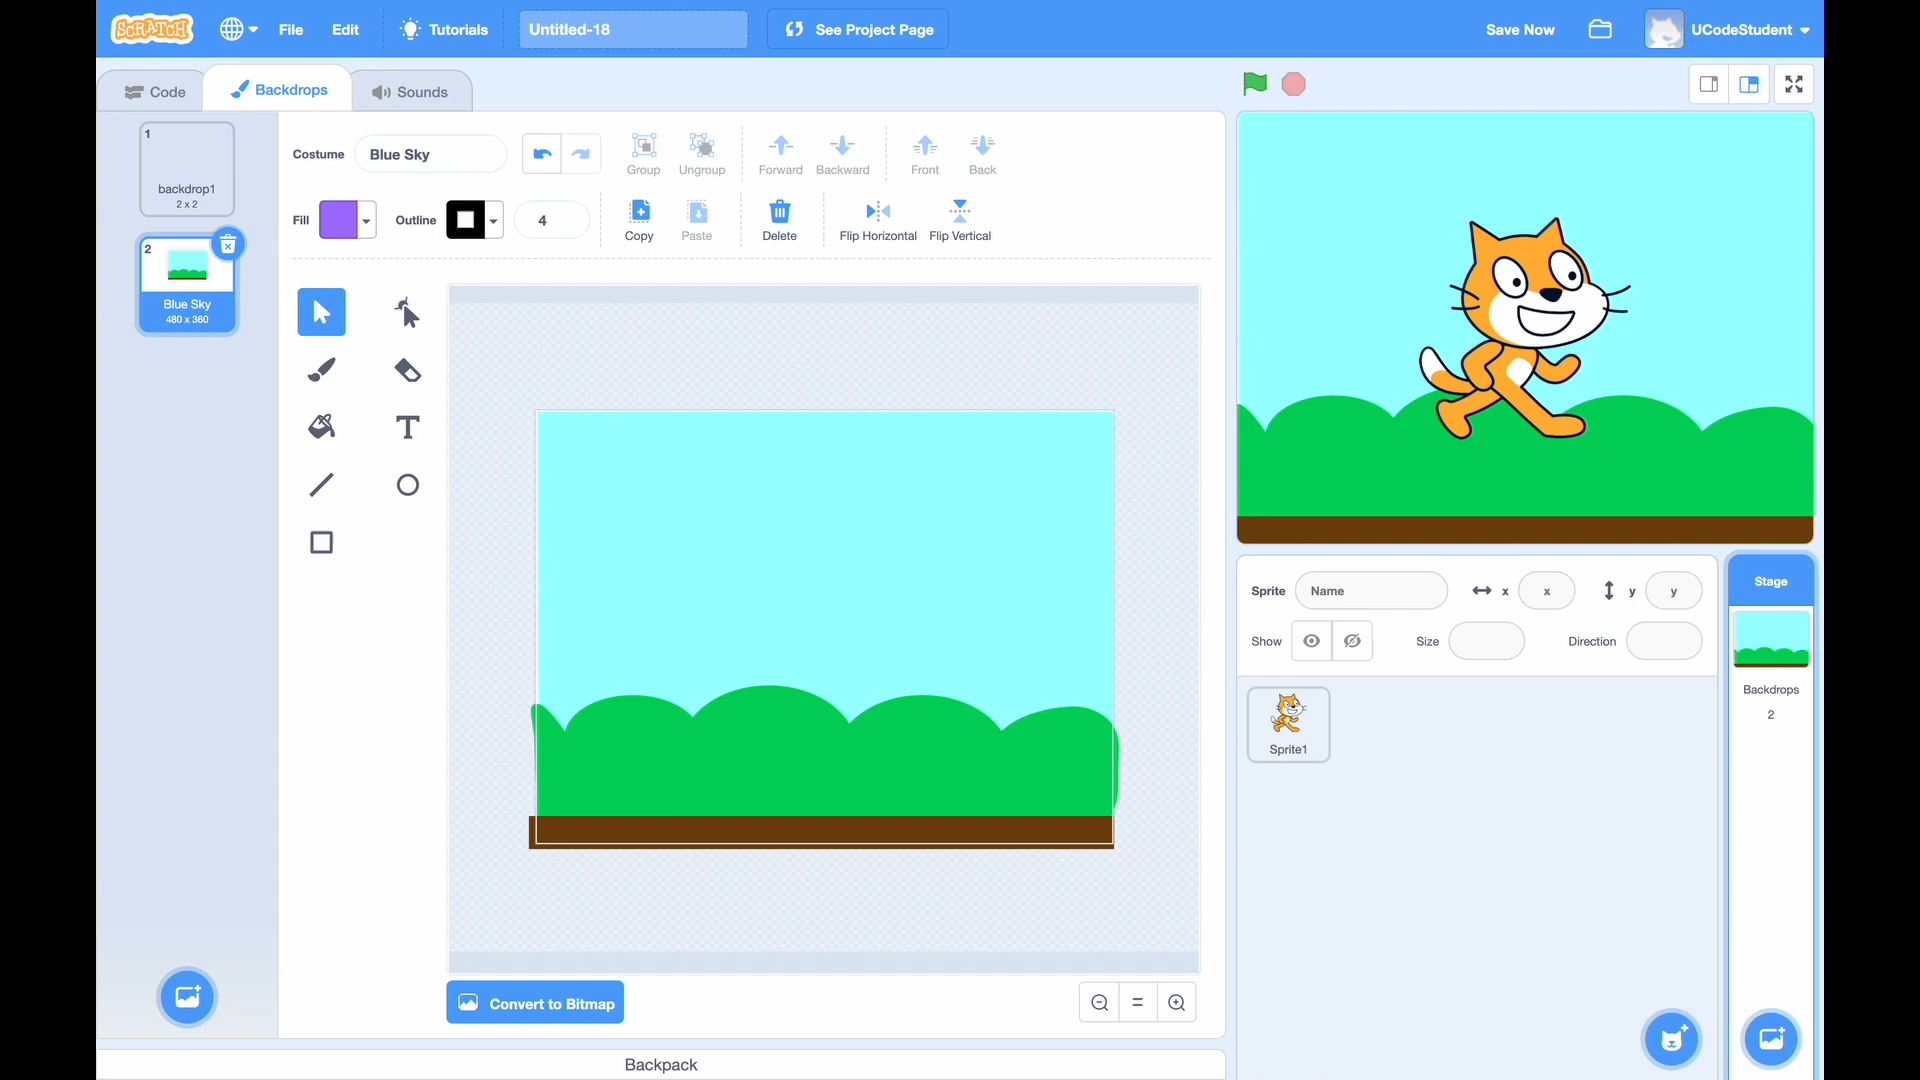 SCRATCH File Edit Tutorials Untitled-18 See Project Page Save Now UCodeStudent
Code Backdrops Sounds
1
backdrop1
2 x 2
2
Blue Sky
480 x 360
Costume Blue Sky Group Ungroup Forward Backward Front Back
Fill Outline 4 Copy Paste Delete Flip Horizontal Flip Vertical
T
Convert to Bitmap
=
Backpack
Sprite Name x x y y
Show Size Direction
Sprite1
Stage
Backdrops
2